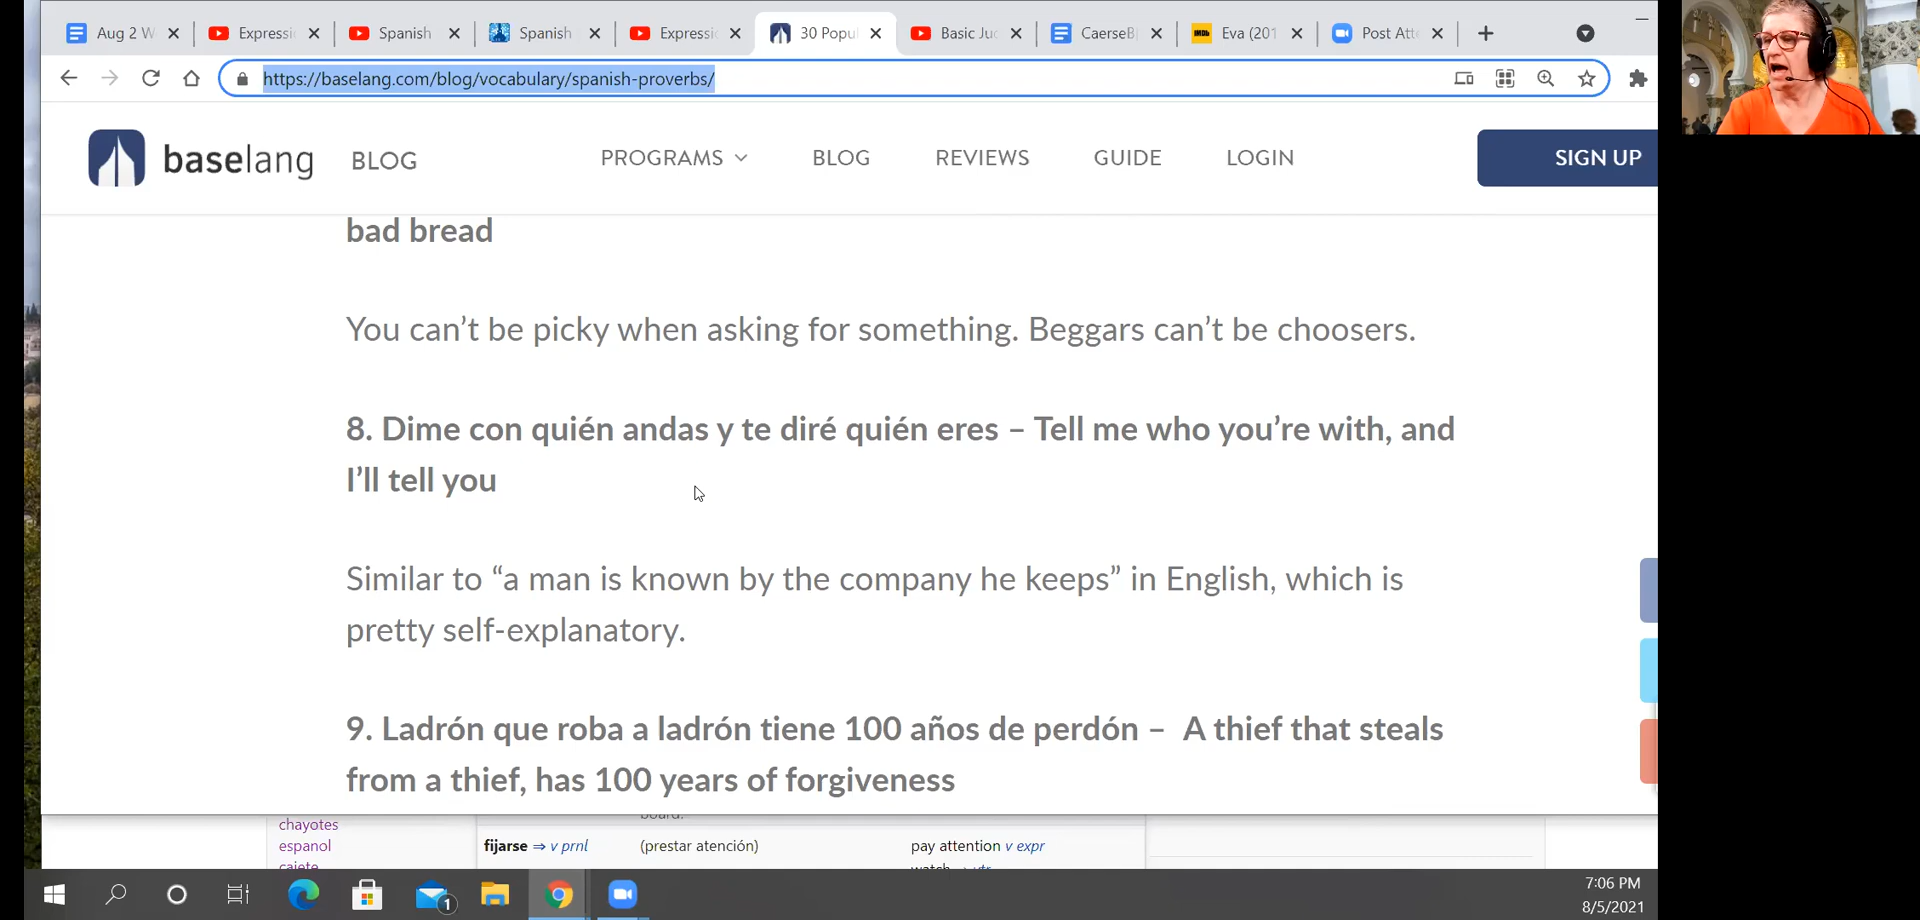 Aug 2 W
Expressi
Spanish
Spanish
Expressi
30 Popu
Basic Ju
CaerseB
IMDb
Eva (201
Post Atte
https://baselang.com/blog/vocabulary/spanish-proverbs/
baselang BLOG
PROGRAMS
BLOG
REVIEWS
GUIDE
LOGIN
SIGN UP
bad bread
You can’t be picky when asking for something. Beggars can’t be choosers.
8. Dime con quién andas y te diré quién eres – Tell me who you’re with, and
I’ll tell you
Similar to “a man is known by the company he keeps” in English, which is
pretty self-explanatory.
9. Ladrón que roba a ladrón tiene 100 años de perdón – A thief that steals
from a thief, has 100 years of forgiveness
board.
chayotes
espanol
fijarse ⇒ v prnl
(prestar atención)
pay attention v expr
1
7:06 PM
8/5/2021